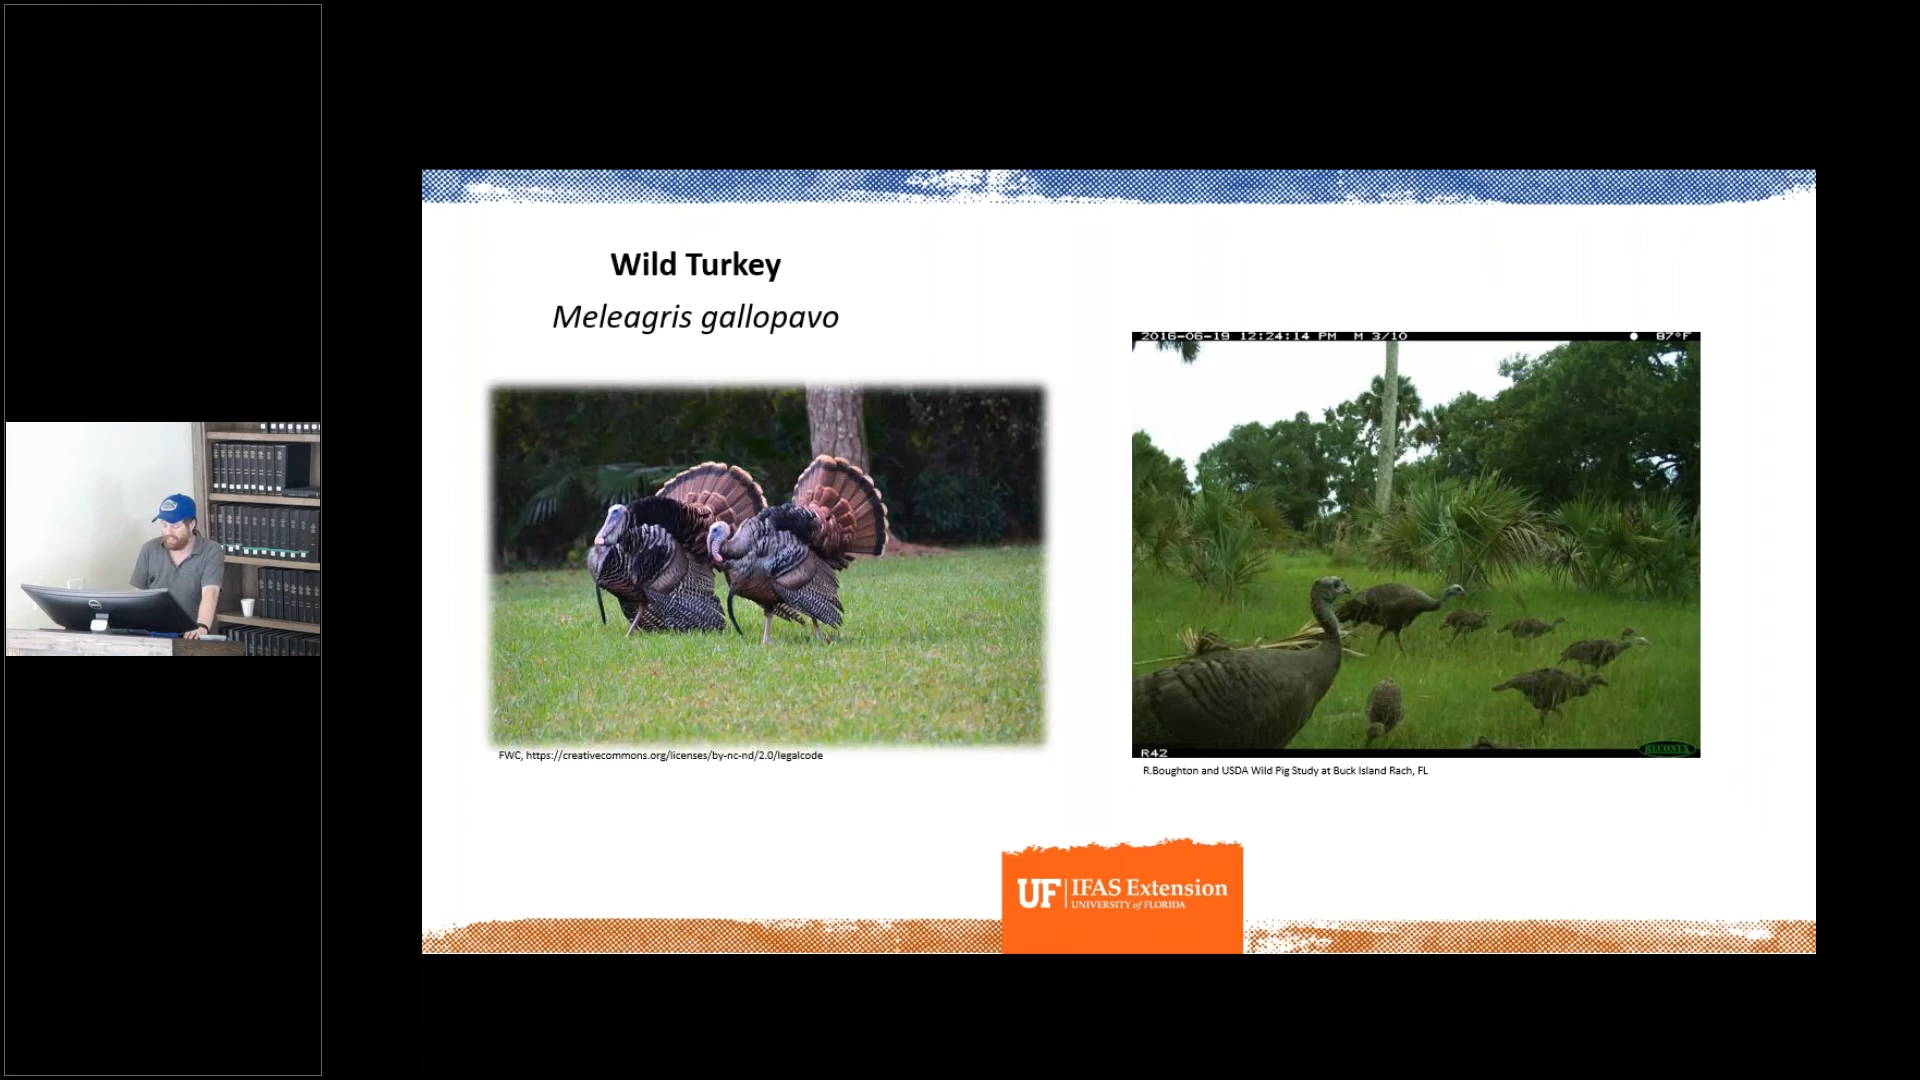 Wild Turkey
Meleagris gallopavo
2016-06-19 12:24:14 PM M 3/10 87°F
R42 RECONYX
FWC, https://creativecommons.org/licenses/by-nc-nd/2.0/legalcode
R.Boughton and USDA Wild Pig Study at Buck Island Rach, FL
UF IFAS Extension
UNIVERSITY of FLORIDA